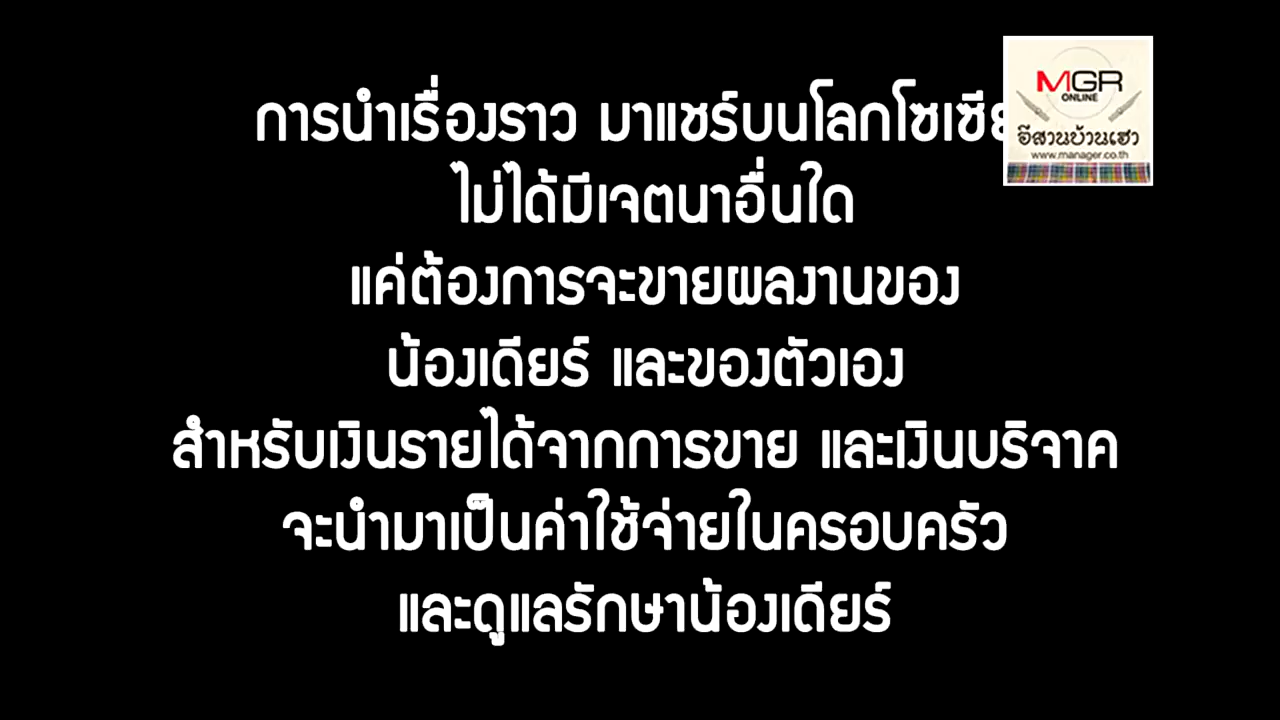 การนำเรื่องราว มาแชร์บนโลกโซเซีย
ไม่ได้มีเจตนาอื่นใด
แค่ต้องการจะขายผลงานของ
น้องเดียร์ และของตัวเอง
สำหรับเงินรายได้จากการขาย และเงินบริจาค
จะนำมาเป็นค่าใช้จ่ายในครอบครัว
และดูแลรักษาน้องเดียร์
MGR
ONLINE
อีสานบ้านเฮา
www.manager.co.th